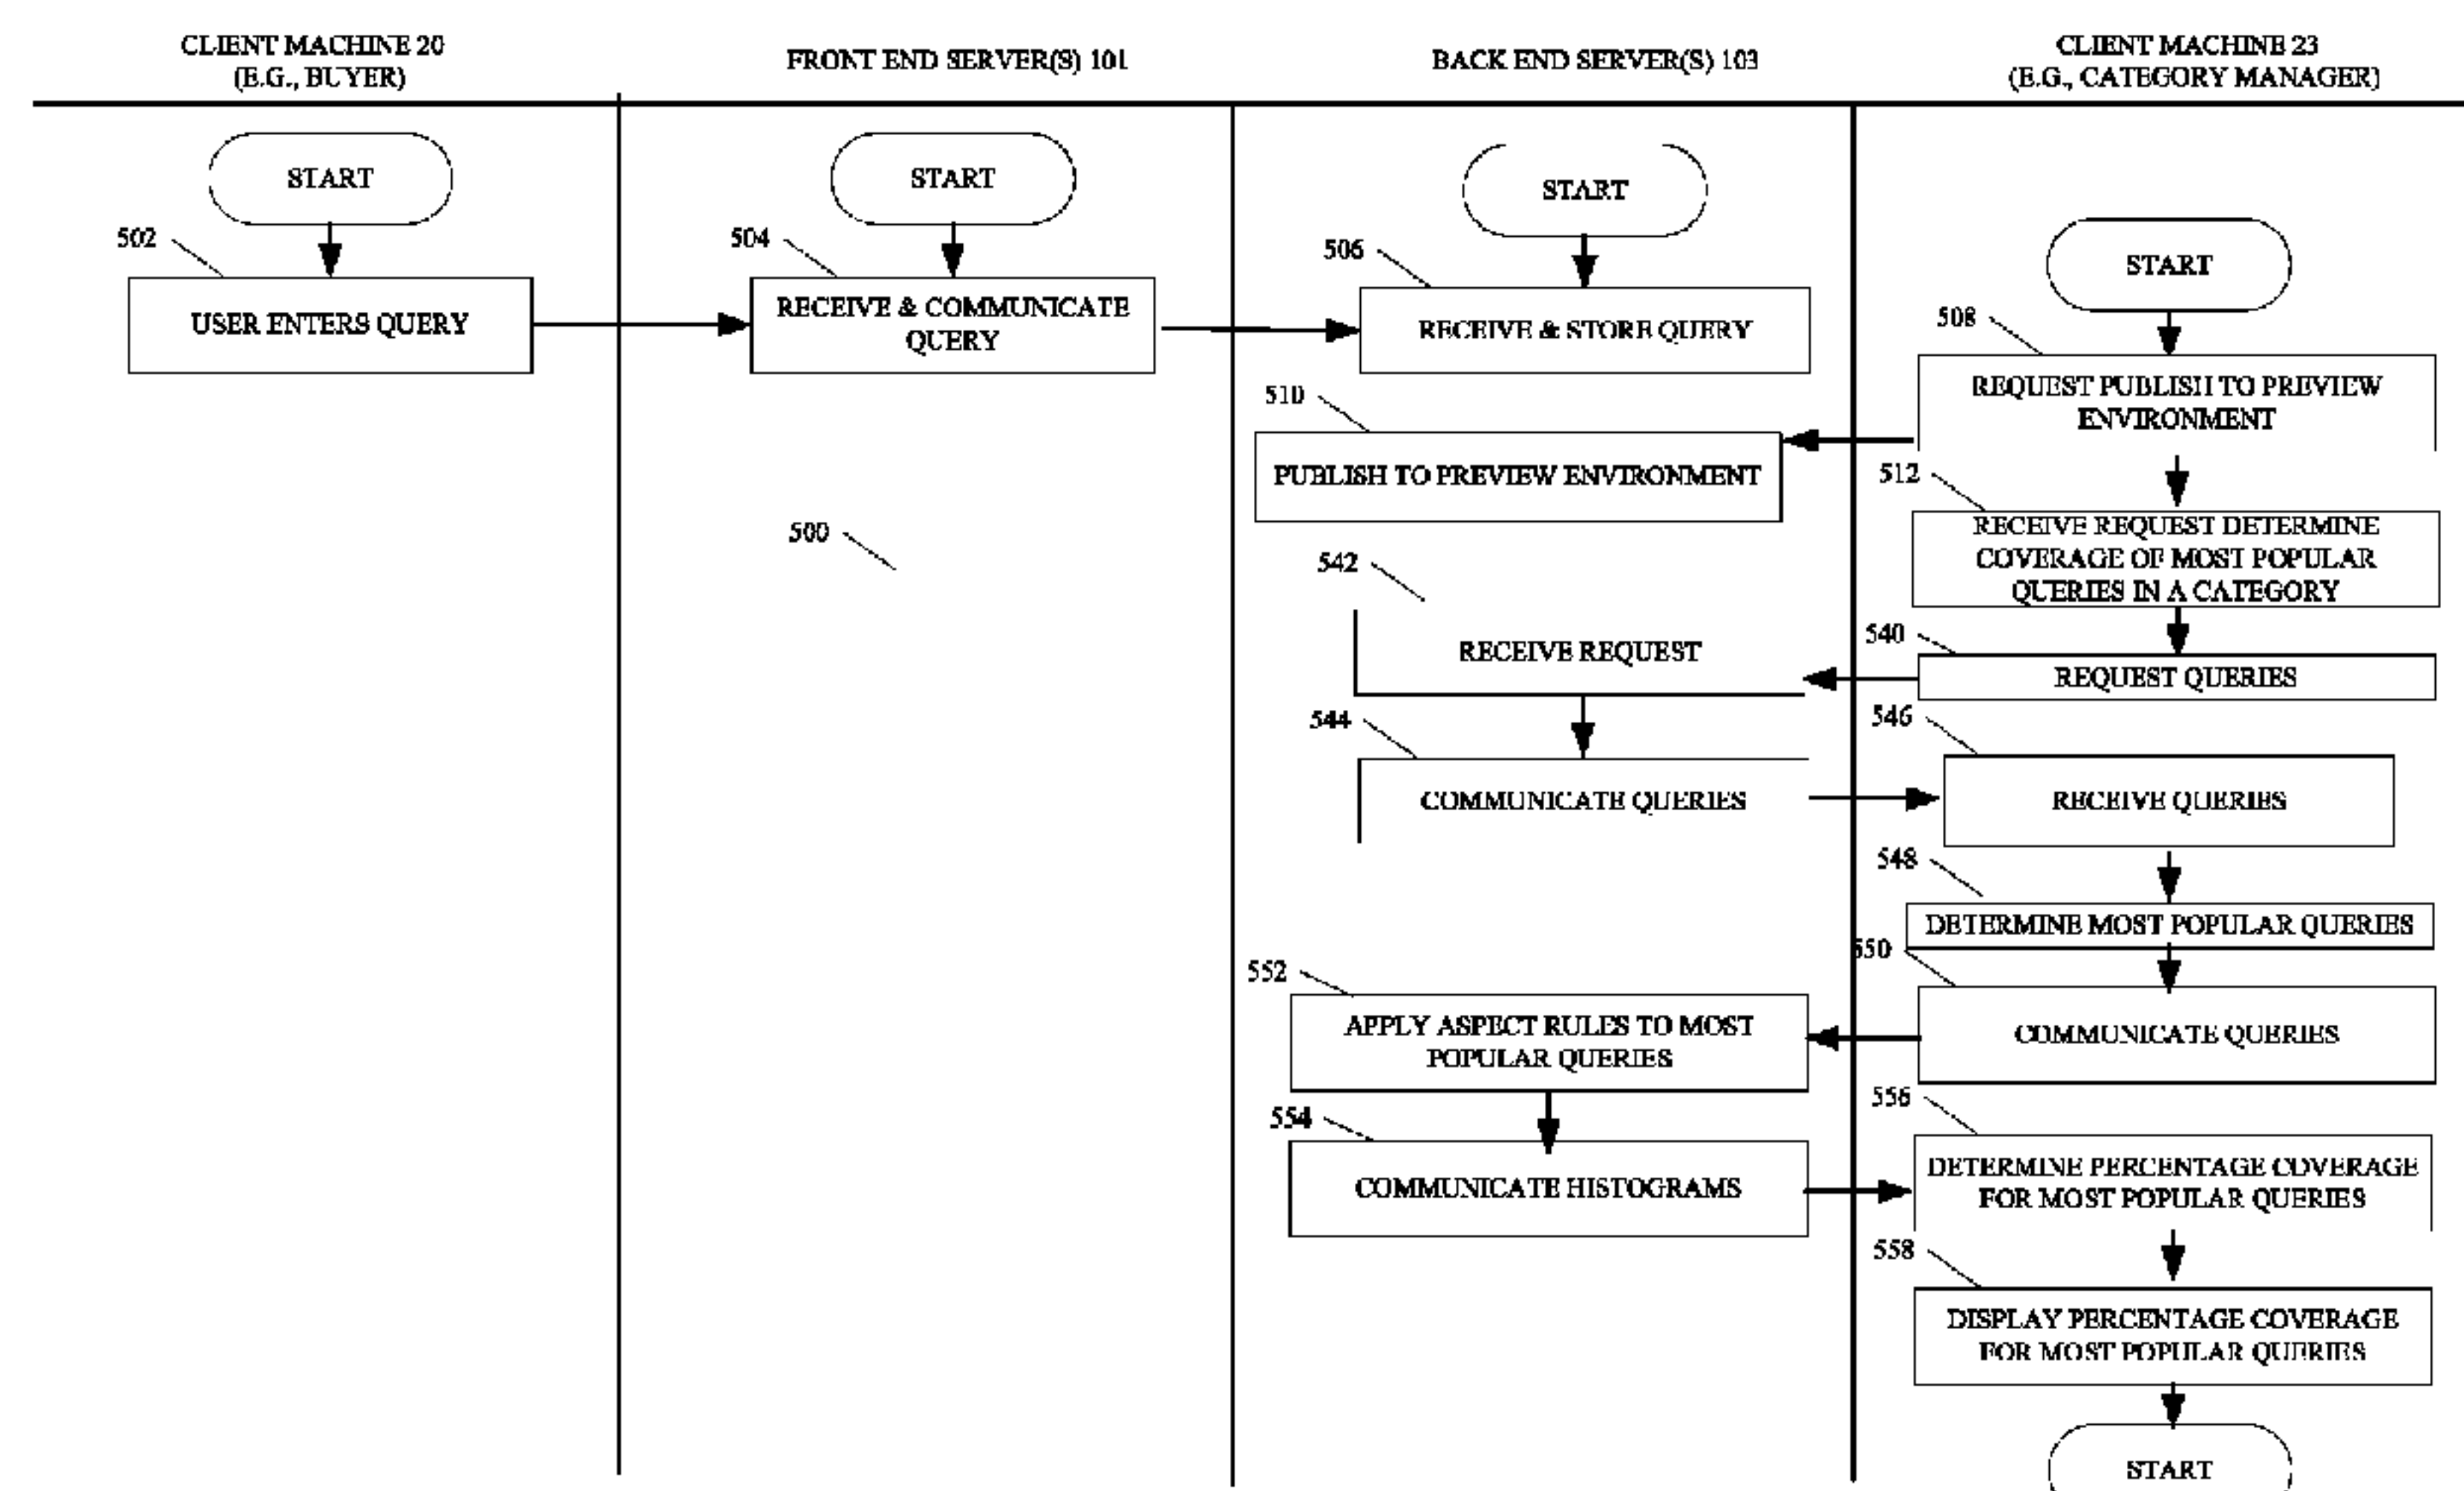 CLIENT MACHINE 20
(E.G., BUYER)
FRONT END SERVER(S) 101
BACK END SERVER(S) 103
CLIENT MACHINE 23
(E.G., CATEGORY MANAGER)
START
START
START
START
502
USER ENTERS QUERY
504
RECEIVE & COMMUNICATE
QUERY
506
RECEIVE & STORE QUERY
508
REQUEST PUBLISH TO PREVIEW
ENVIRONMENT
510
PUBLISH TO PREVIEW ENVIRONMENT
512
RECEIVE REQUEST DETERMINE
COVERAGE OF MOST POPULAR
QUERIES IN A CATEGORY
500
540
REQUEST QUERIES
542
RECEIVE REQUEST
544
COMMUNICATE QUERIES
546
RECEIVE QUERIES
548
DETERMINE MOST POPULAR QUERIES
550
COMMUNICATE QUERIES
552
APPLY ASPECT RULES TO MOST
POPULAR QUERIES
554
COMMUNICATE HISTOGRAMS
556
DETERMINE PERCENTAGE COVERAGE
FOR MOST POPULAR QUERIES
558
DISPLAY PERCENTAGE COVERAGE
FOR MOST POPULAR QUERIES
START